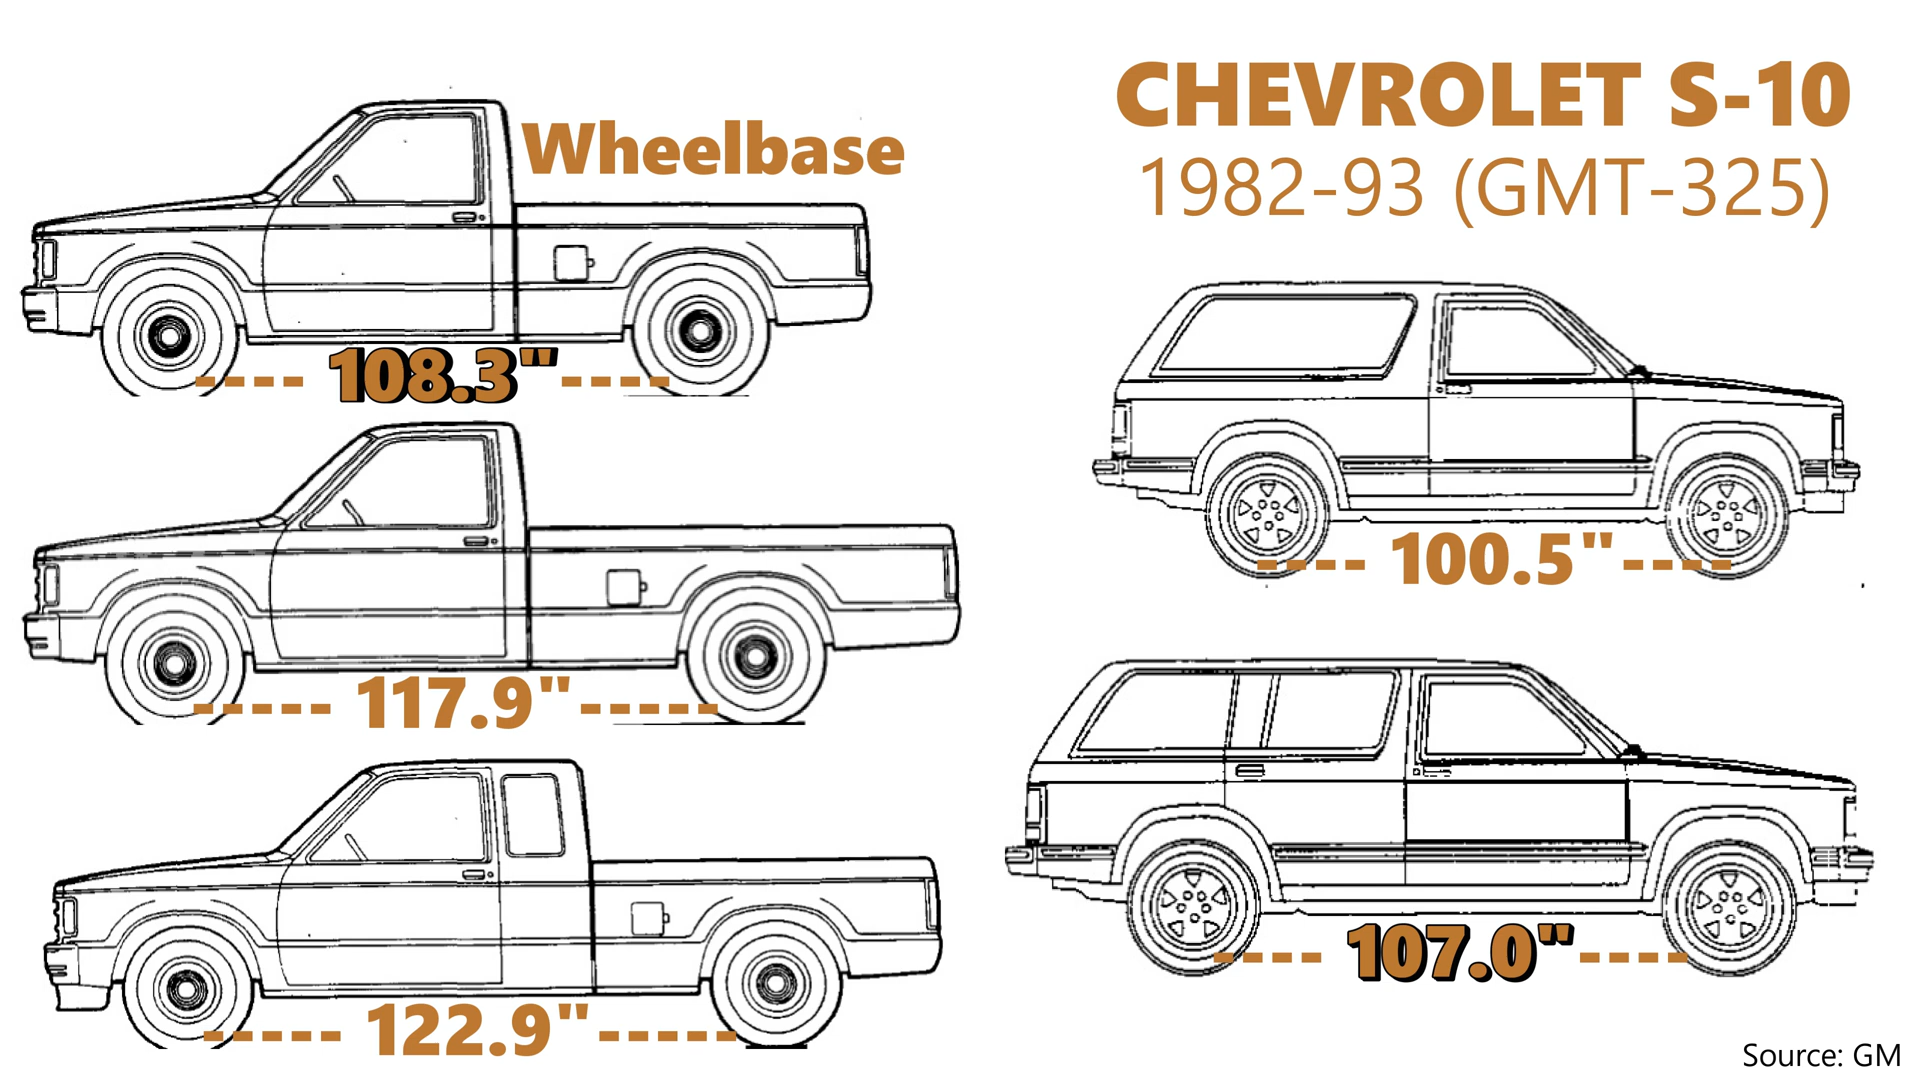 CHEVROLET S-10
1982-93 (GMT-325)
Wheelbase
108.3"
117.9"
122.9"
100.5"
107.0"
Source: GM